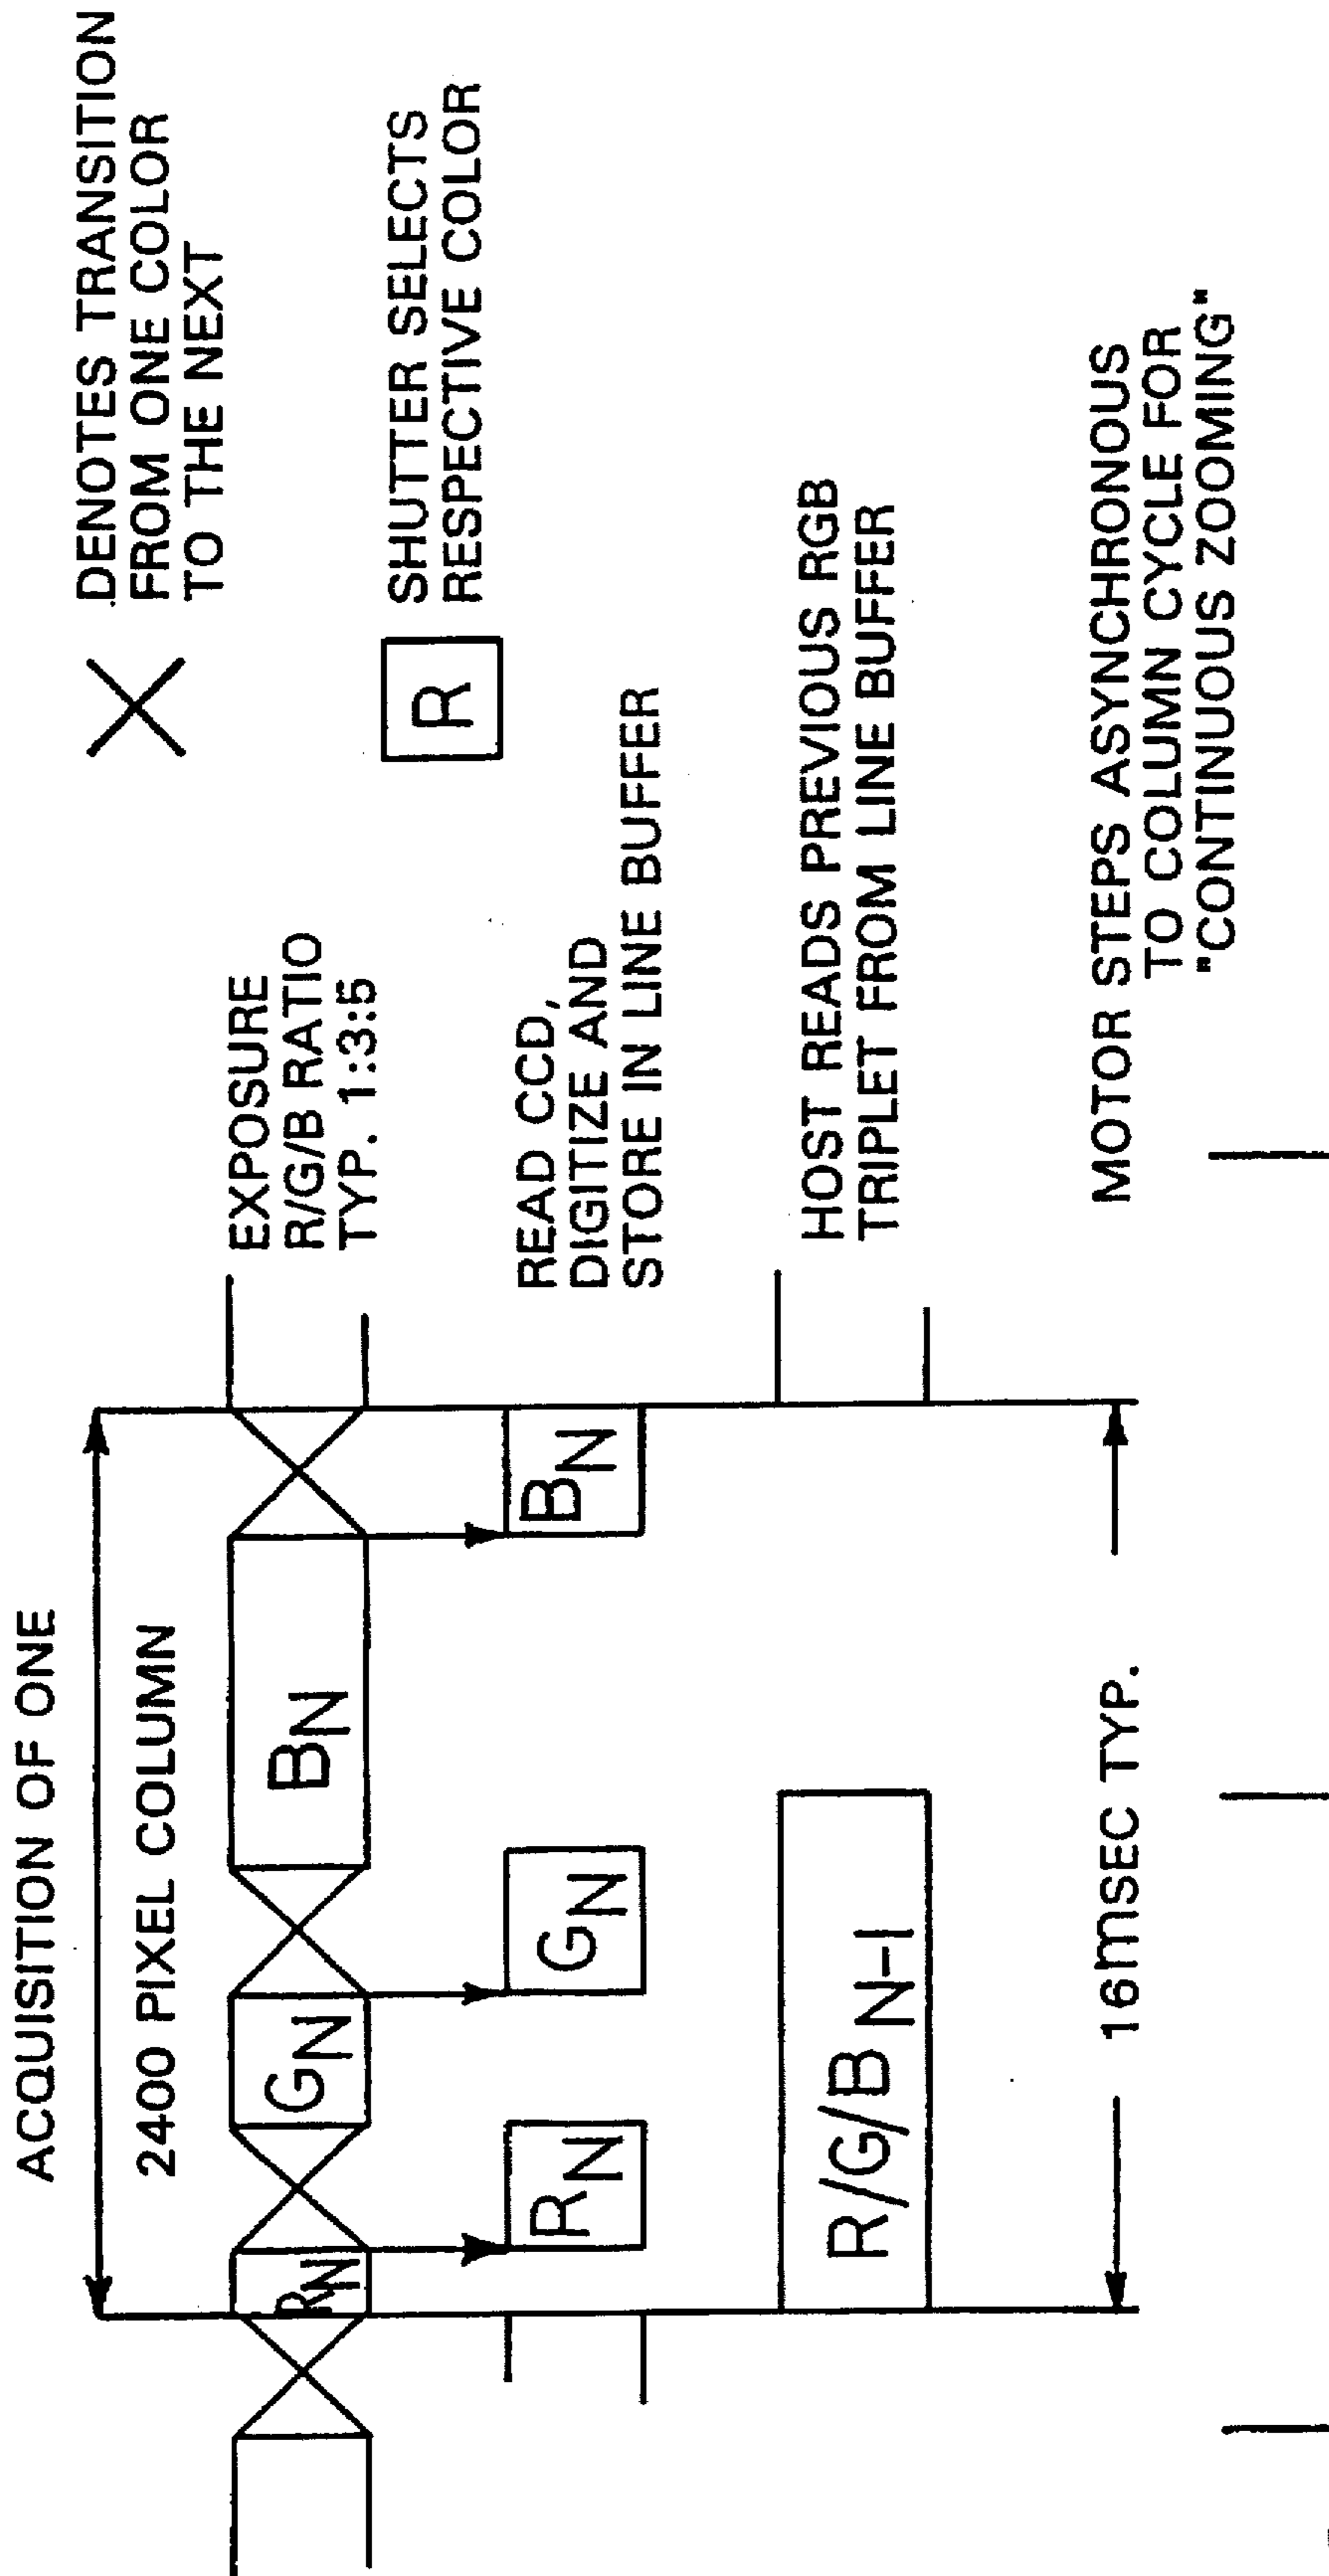 ACQUISITION OF ONE
2400 PIXEL COLUMN
DENOTES TRANSITION
FROM ONE COLOR
TO THE NEXT
R
SHUTTER SELECTS
RESPECTIVE COLOR
RN
GN
BN
EXPOSURE
R/G/B RATIO
TYP. 1:3:5
RN
GN
BN
READ CCD,
DIGITIZE AND
STORE IN LINE BUFFER
R/G/B N-1
HOST READS PREVIOUS RGB
TRIPLET FROM LINE BUFFER
16mSEC TYP.
MOTOR STEPS ASYNCHRONOUS
TO COLUMN CYCLE FOR
"CONTINUOUS ZOOMING"